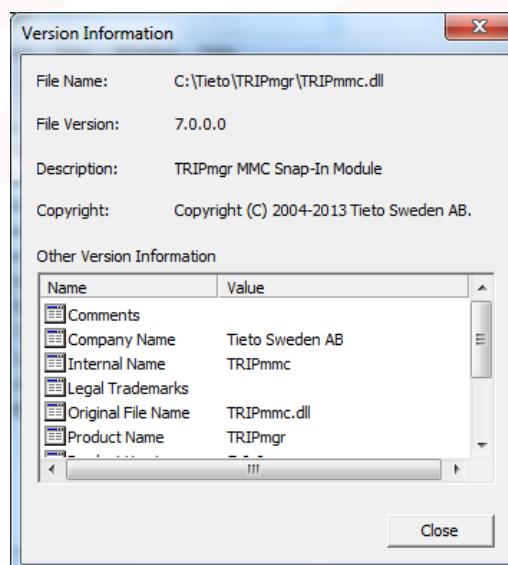 Version Information
File Name: C:\Tieto\TRIPmgr\TRIPmmc.dll
File Version: 7.0.0.0
Description: TRIPmgr MMC Snap-In Module
Copyright: Copyright (C) 2004-2013 Tieto Sweden AB.
Other Version Information
Name Value
Comments
Company Name Tieto Sweden AB
Internal Name TRIPmmc
Legal Trademarks
Original File Name TRIPmmc.dll
Product Name TRIPmgr
Close